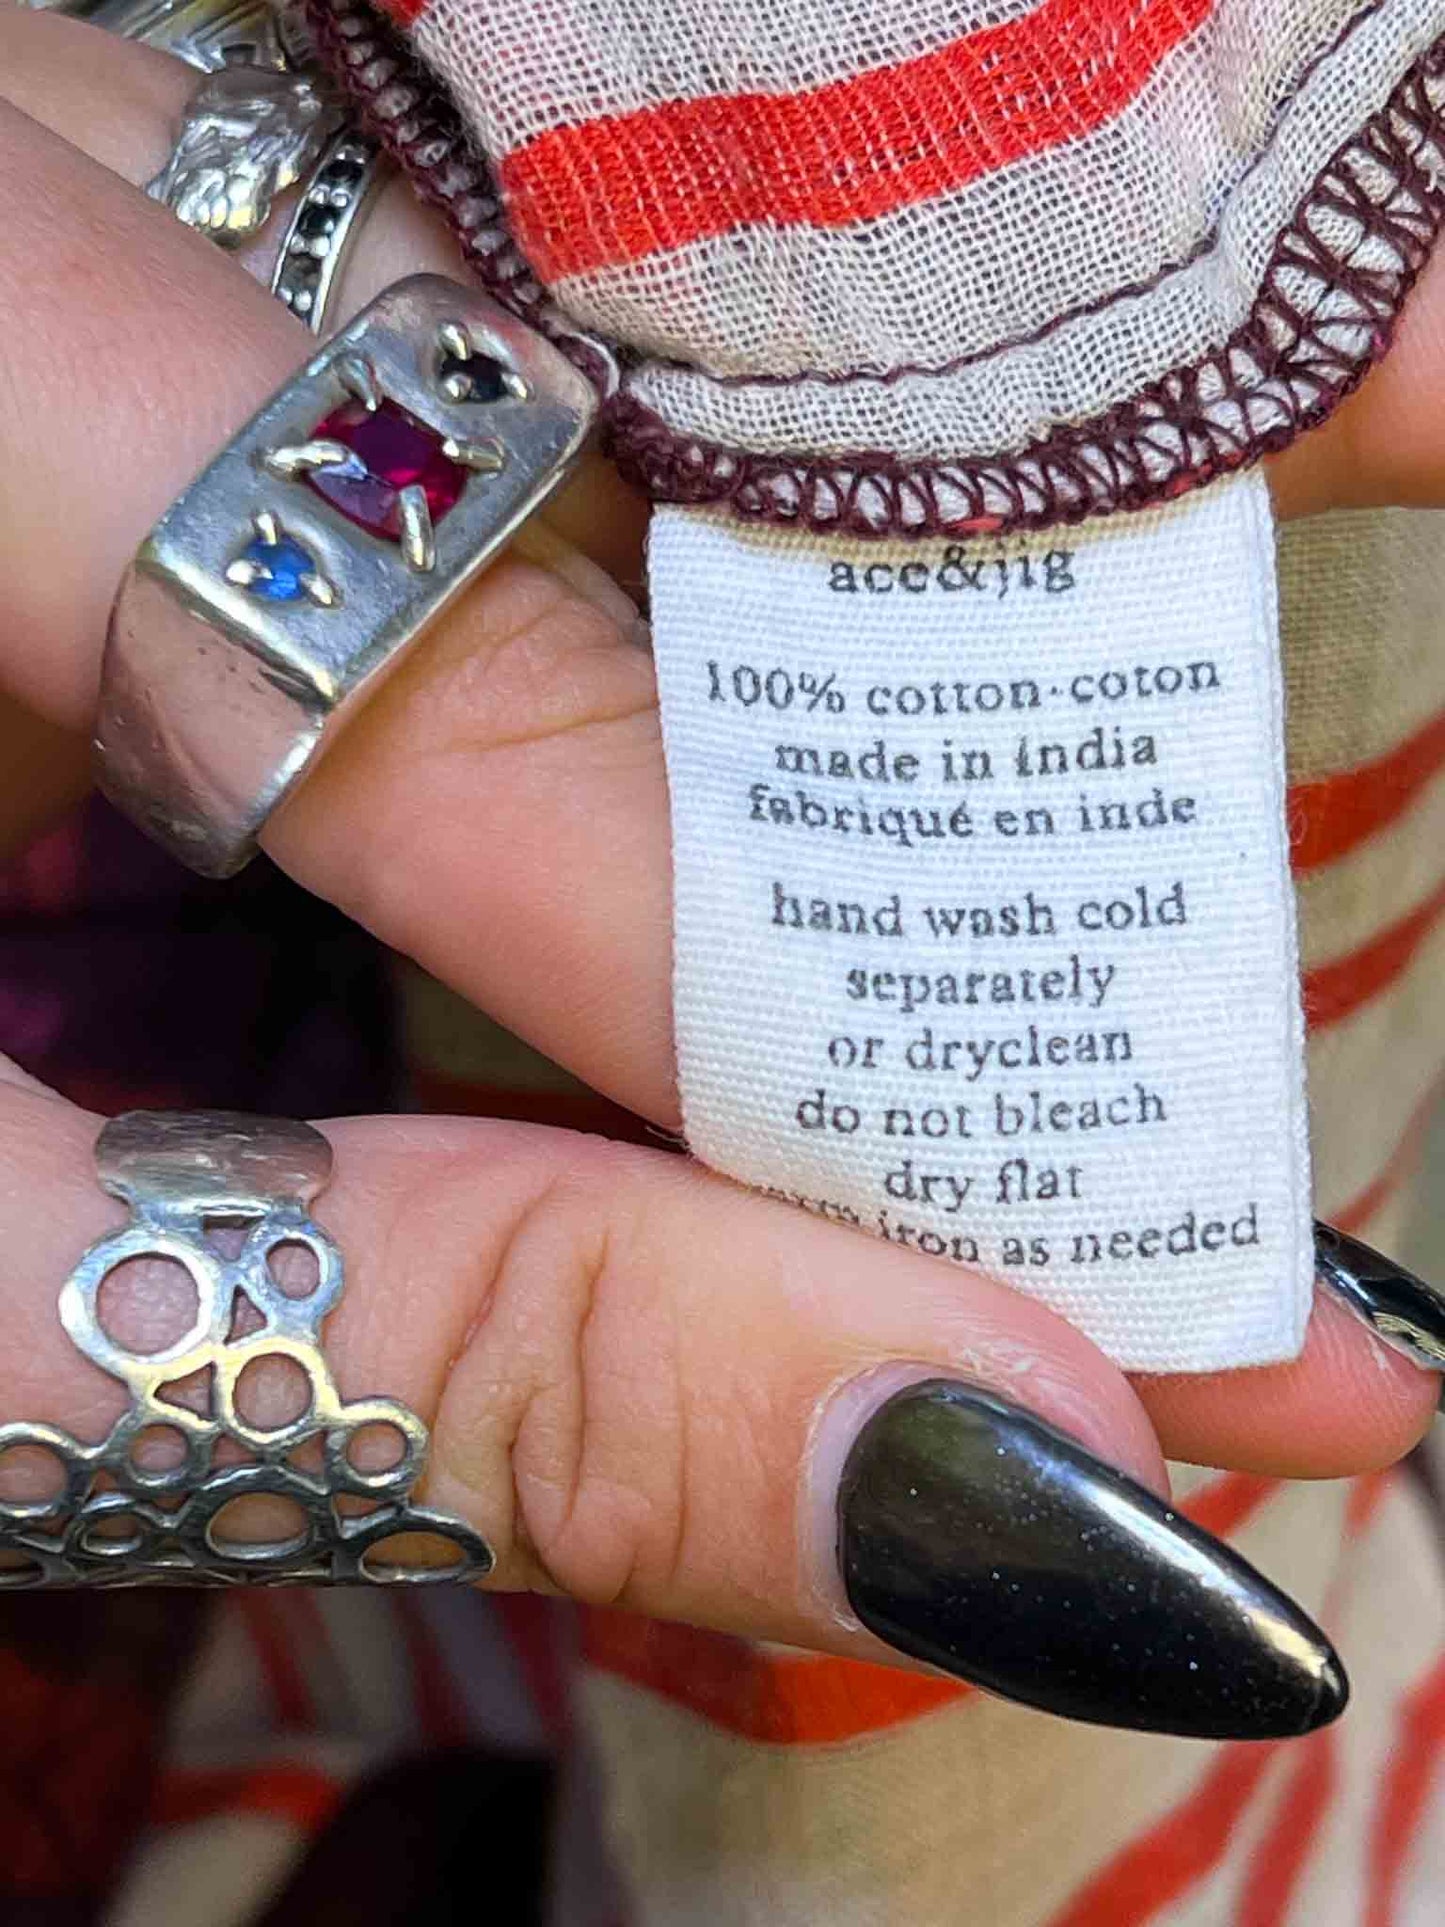 ace&jig
100% cotton·coton
made in india
fabriqué en inde
hand wash cold
separately
or dryclean
do not bleach
dry flat
iron as needed